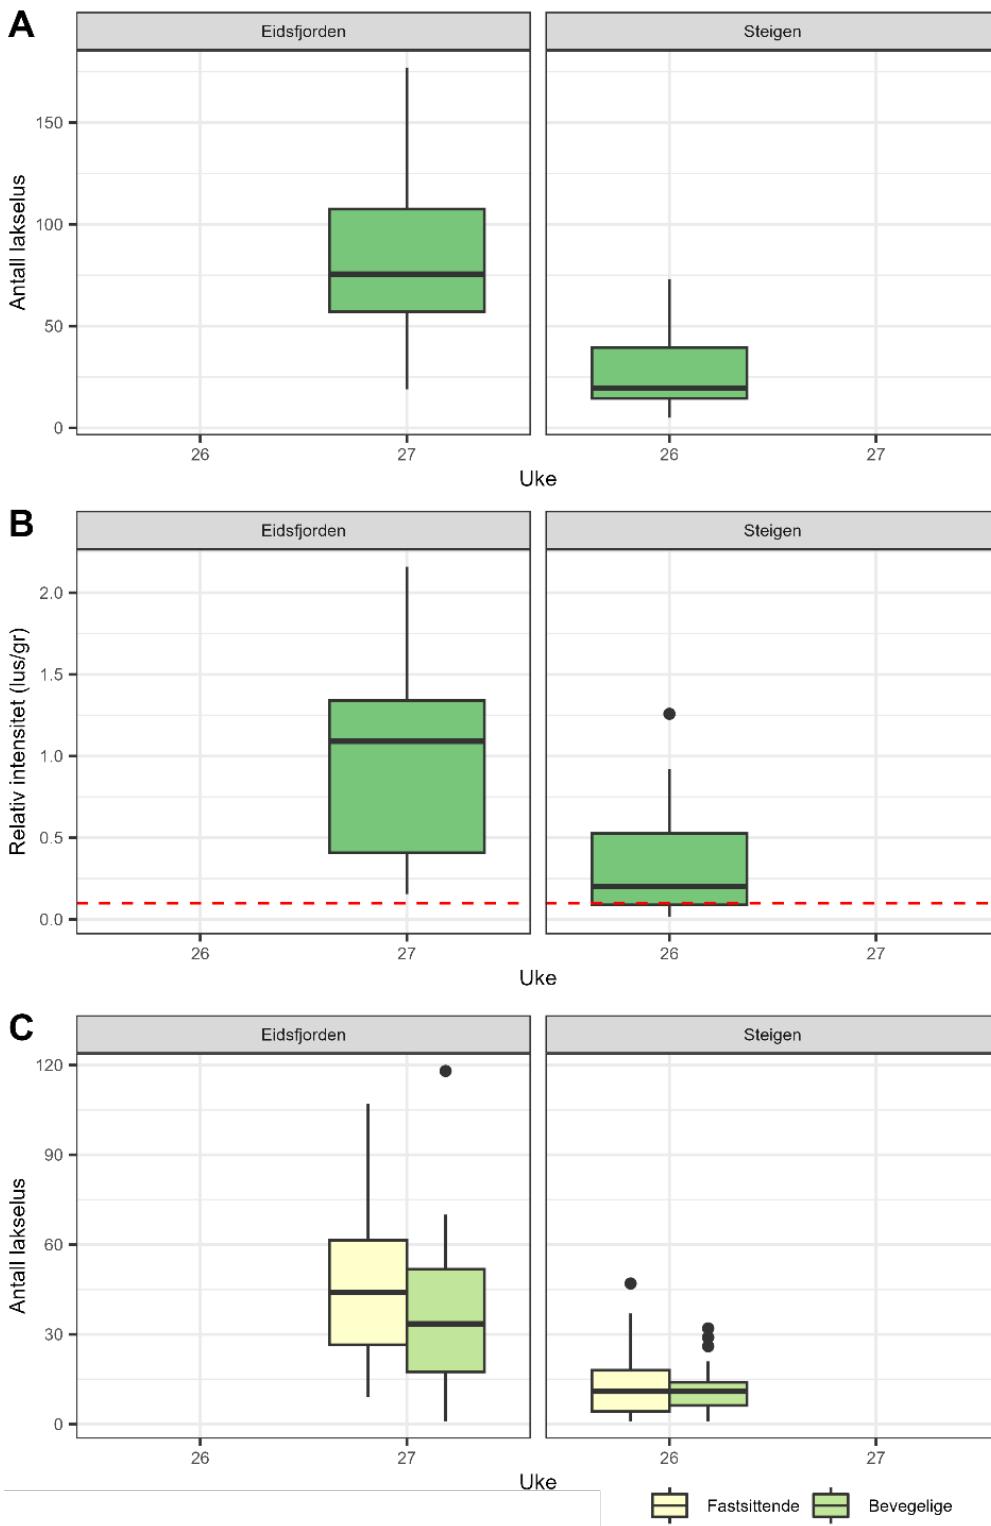 A
Eidsfjorden
Steigen
Antall lakselus
150
100
50
0
26
27
26
27
Uke
B
Eidsfjorden
Steigen
Relativ intensitet (lus/gr)
2.0
1.5
1.0
0.5
0.0
26
27
26
27
Uke
C
Eidsfjorden
Steigen
Antall lakselus
120
90
60
30
0
26
27
26
27
Uke
Fastsittende
Bevegelige